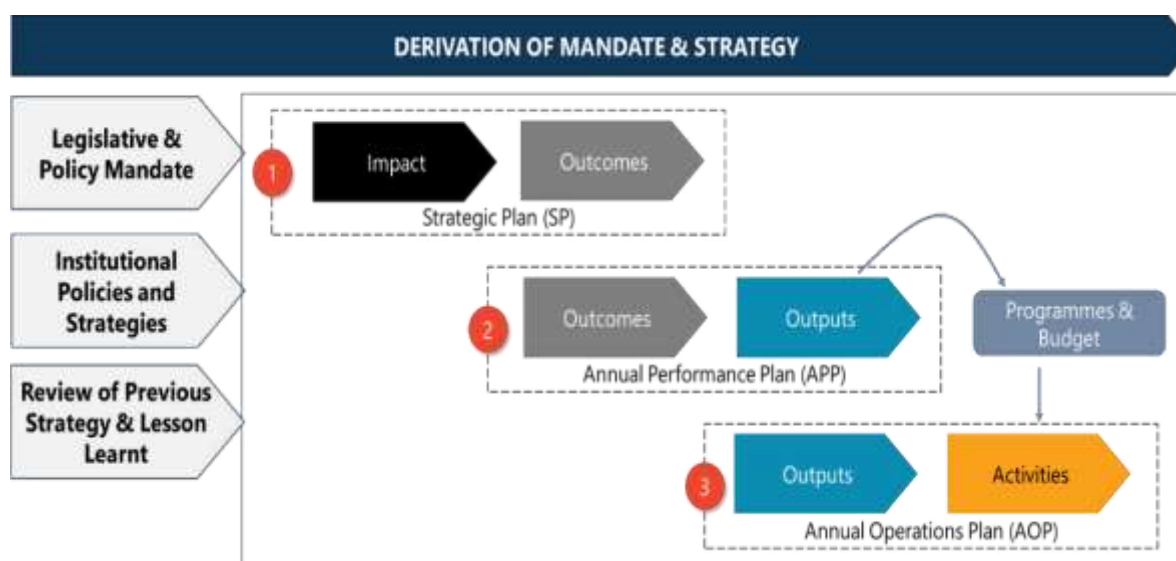 DERIVATION OF MANDATE & STRATEGY
Legislative &
Policy Mandate
Institutional
Policies and
Strategies
Review of Previous
Strategy & Lesson
Learnt
1
Impact
Outcomes
Strategic Plan (SP)
2
Outcomes
Outputs
Annual Performance Plan (APP)
Programmes &
Budget
3
Outputs
Activities
Annual Operations Plan (AOP)